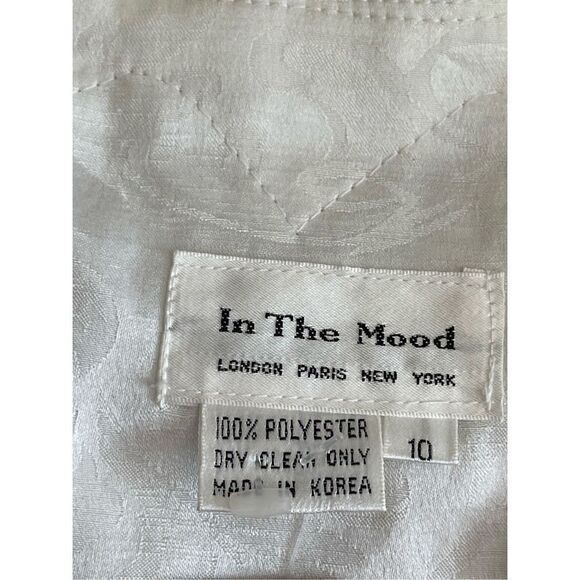 In The Mood
LONDON PARIS NEW YORK
100% POLYESTER
DRY CLEAN ONLY
MADE IN KOREA
10